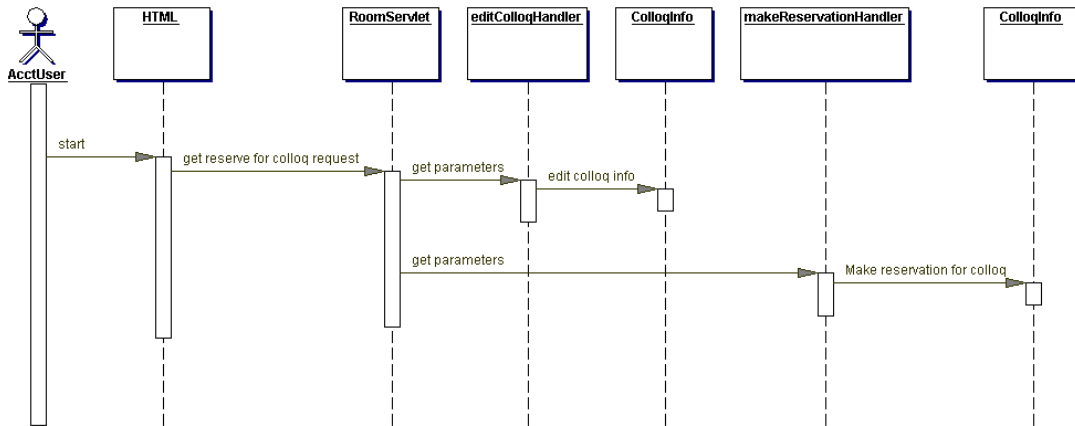 HTML
RoomServlet
editColloqHandler
ColloqInfo
makeReservationHandler
ColloqInfo
AcctUser
start
get reserve for colloq request
get parameters
edit colloq info
get parameters
Make reservation for colloq